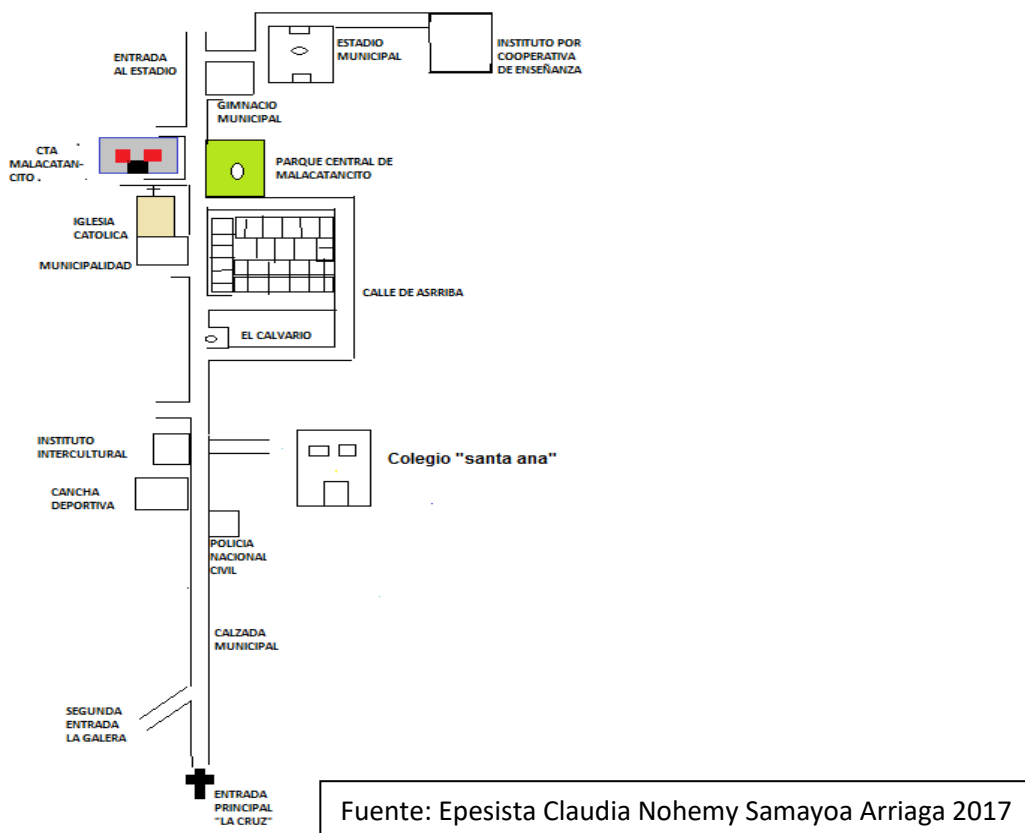 ESTADIO
MUNICIPAL
INSTITUTO POR
COOPERATIVA
DE ENSEÑANZA
ENTRADA
AL ESTADIO
GIMNACIO
MUNICIPAL
CTA
MALACATAN-
CITO .
PARQUE CENTRAL DE
MALACATANCITO
IGLESIA
CATOLICA
MUNICIPALIDAD
CALLE DE ASRRIBA
EL CALVARIO
INSTITUTO
INTERCULTURAL
Colegio "santa ana"
CANCHA
DEPORTIVA
POLICIA
NACIONAL
CIVIL
CALZADA
MUNICIPAL
SEGUNDA
ENTRADA
LA GALERA
ENTRADA
PRINCIPAL
"LA CRUZ"
Fuente: Epesista Claudia Nohemy Samayoa Arriaga 2017